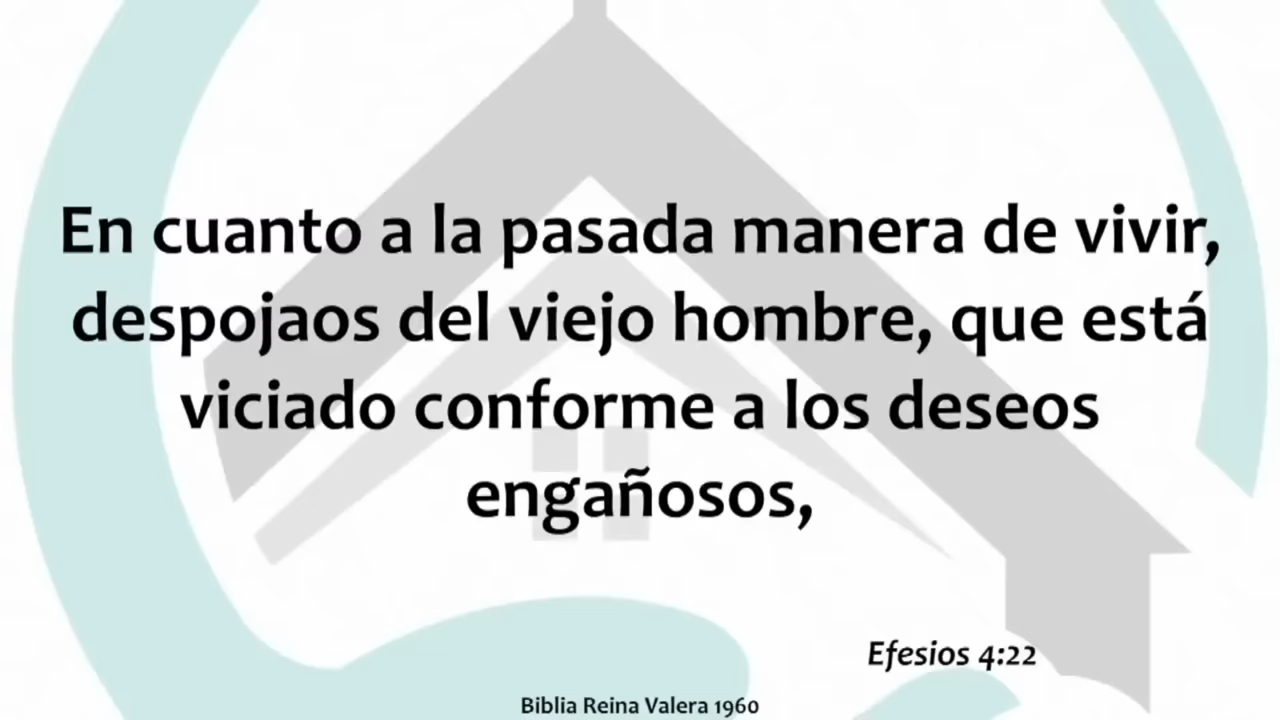 En cuanto a la pasada manera de vivir,
despojaos del viejo hombre, que está
viciado conforme a los deseos
engañosos,
Efesios 4:22
Biblia Reina Valera 1960